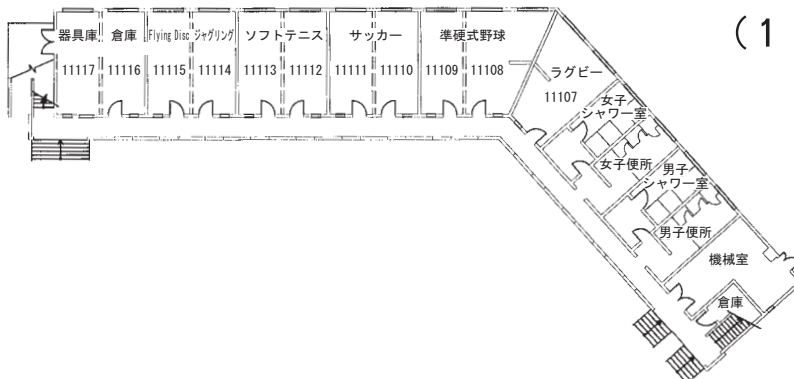 (1
器具庫 倉庫 Flying Disc ジャグリング ソフトテニス サッカー 準硬式野球
11117 11116 11115 11114 11113 11112 11111 11110 11109 11108
ラグビー
11107
女子
シャワー室
女子便所
男子
シャワー室
男子便所
機械室
倉庫